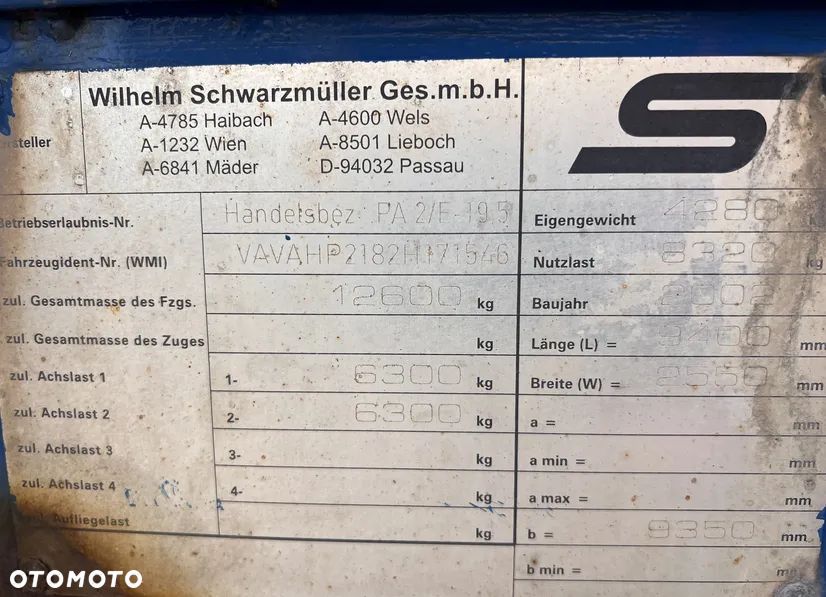 Wilhelm Schwarzmüller Ges.m.b.H.
A-4785 Haibach A-4600 Wels
A-1232 Wien A-8501 Lieboch
A-6841 Mäder D-94032 Passau
S
Betriebserlaubnis-Nr. Handelsbez.: PA 2/E-19.5 Eigengewicht 4280
Fahrzeugident-Nr. (WMI) VAVAHP2182H171546 Nutzlast 8320 kg
zul. Gesamtmasse des Fzgs. 12600 kg Baujahr 2002
zul. Gesamtmasse des Zuges kg Länge (L) = 9400 mm
zul. Achslast 1 1- 6300 kg Breite (W) = 2550 mm
zul. Achslast 2 2- 6300 kg a = mm
zul. Achslast 3 3- kg a min = mm
zul. Achslast 4 4- kg a max = mm
Aufliegelast kg b = 9350 mm
b min =
OTOMOTO